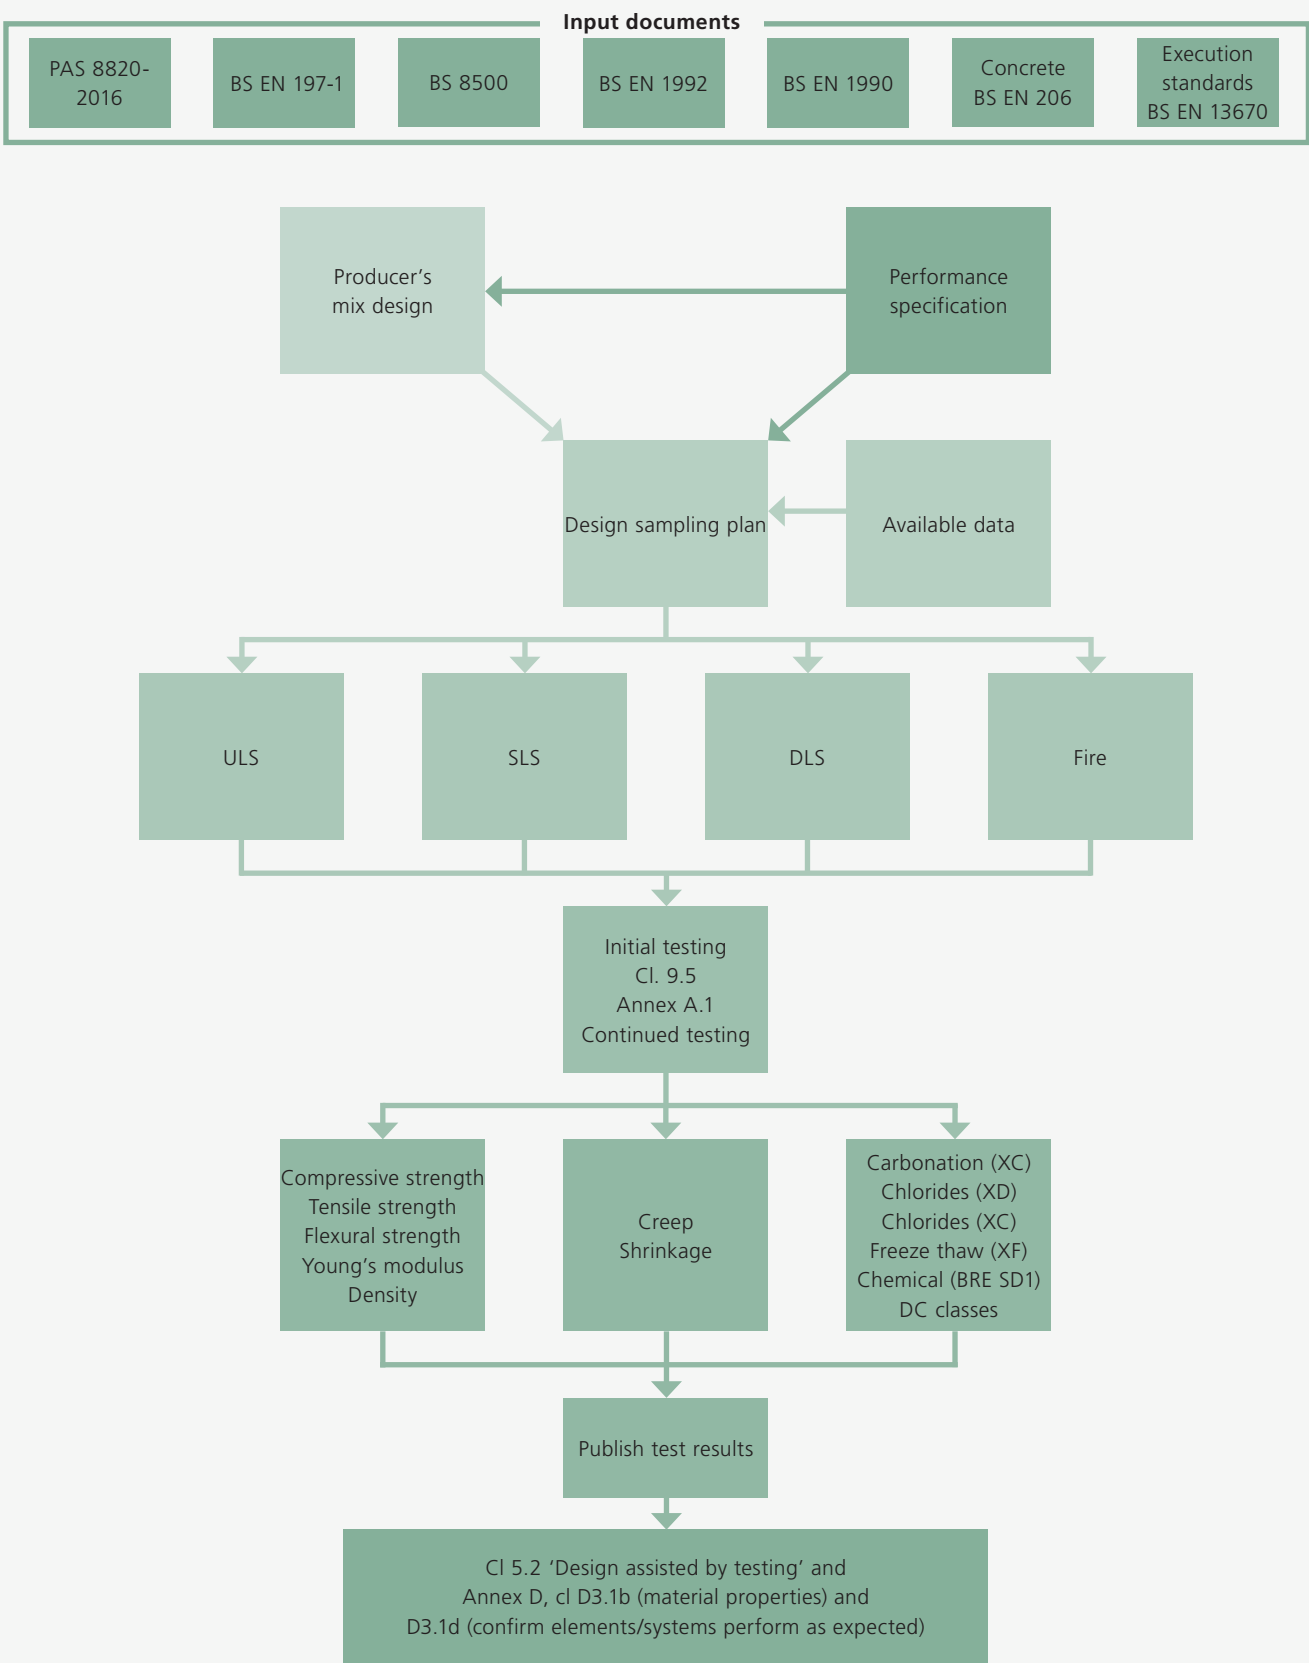 Input documents
PAS 8820-
2016
BS EN 197-1
BS 8500
BS EN 1992
BS EN 1990
Concrete
BS EN 206
Execution
standards
BS EN 13670
Producer's
mix design
Performance
specification
Design sampling plan
Available data
ULS
SLS
DLS
Fire
Initial testing
Cl. 9.5
Annex A.1
Continued testing
Compressive strength
Tensile strength
Flexural strength
Young's modulus
Density
Creep
Shrinkage
Carbonation (XC)
Chlorides (XD)
Chlorides (XC)
Freeze thaw (XF)
Chemical (BRE SD1)
DC classes
Publish test results
Cl 5.2 ‘Design assisted by testing’ and
Annex D, cl D3.1b (material properties) and
D3.1d (confirm elements/systems perform as expected)